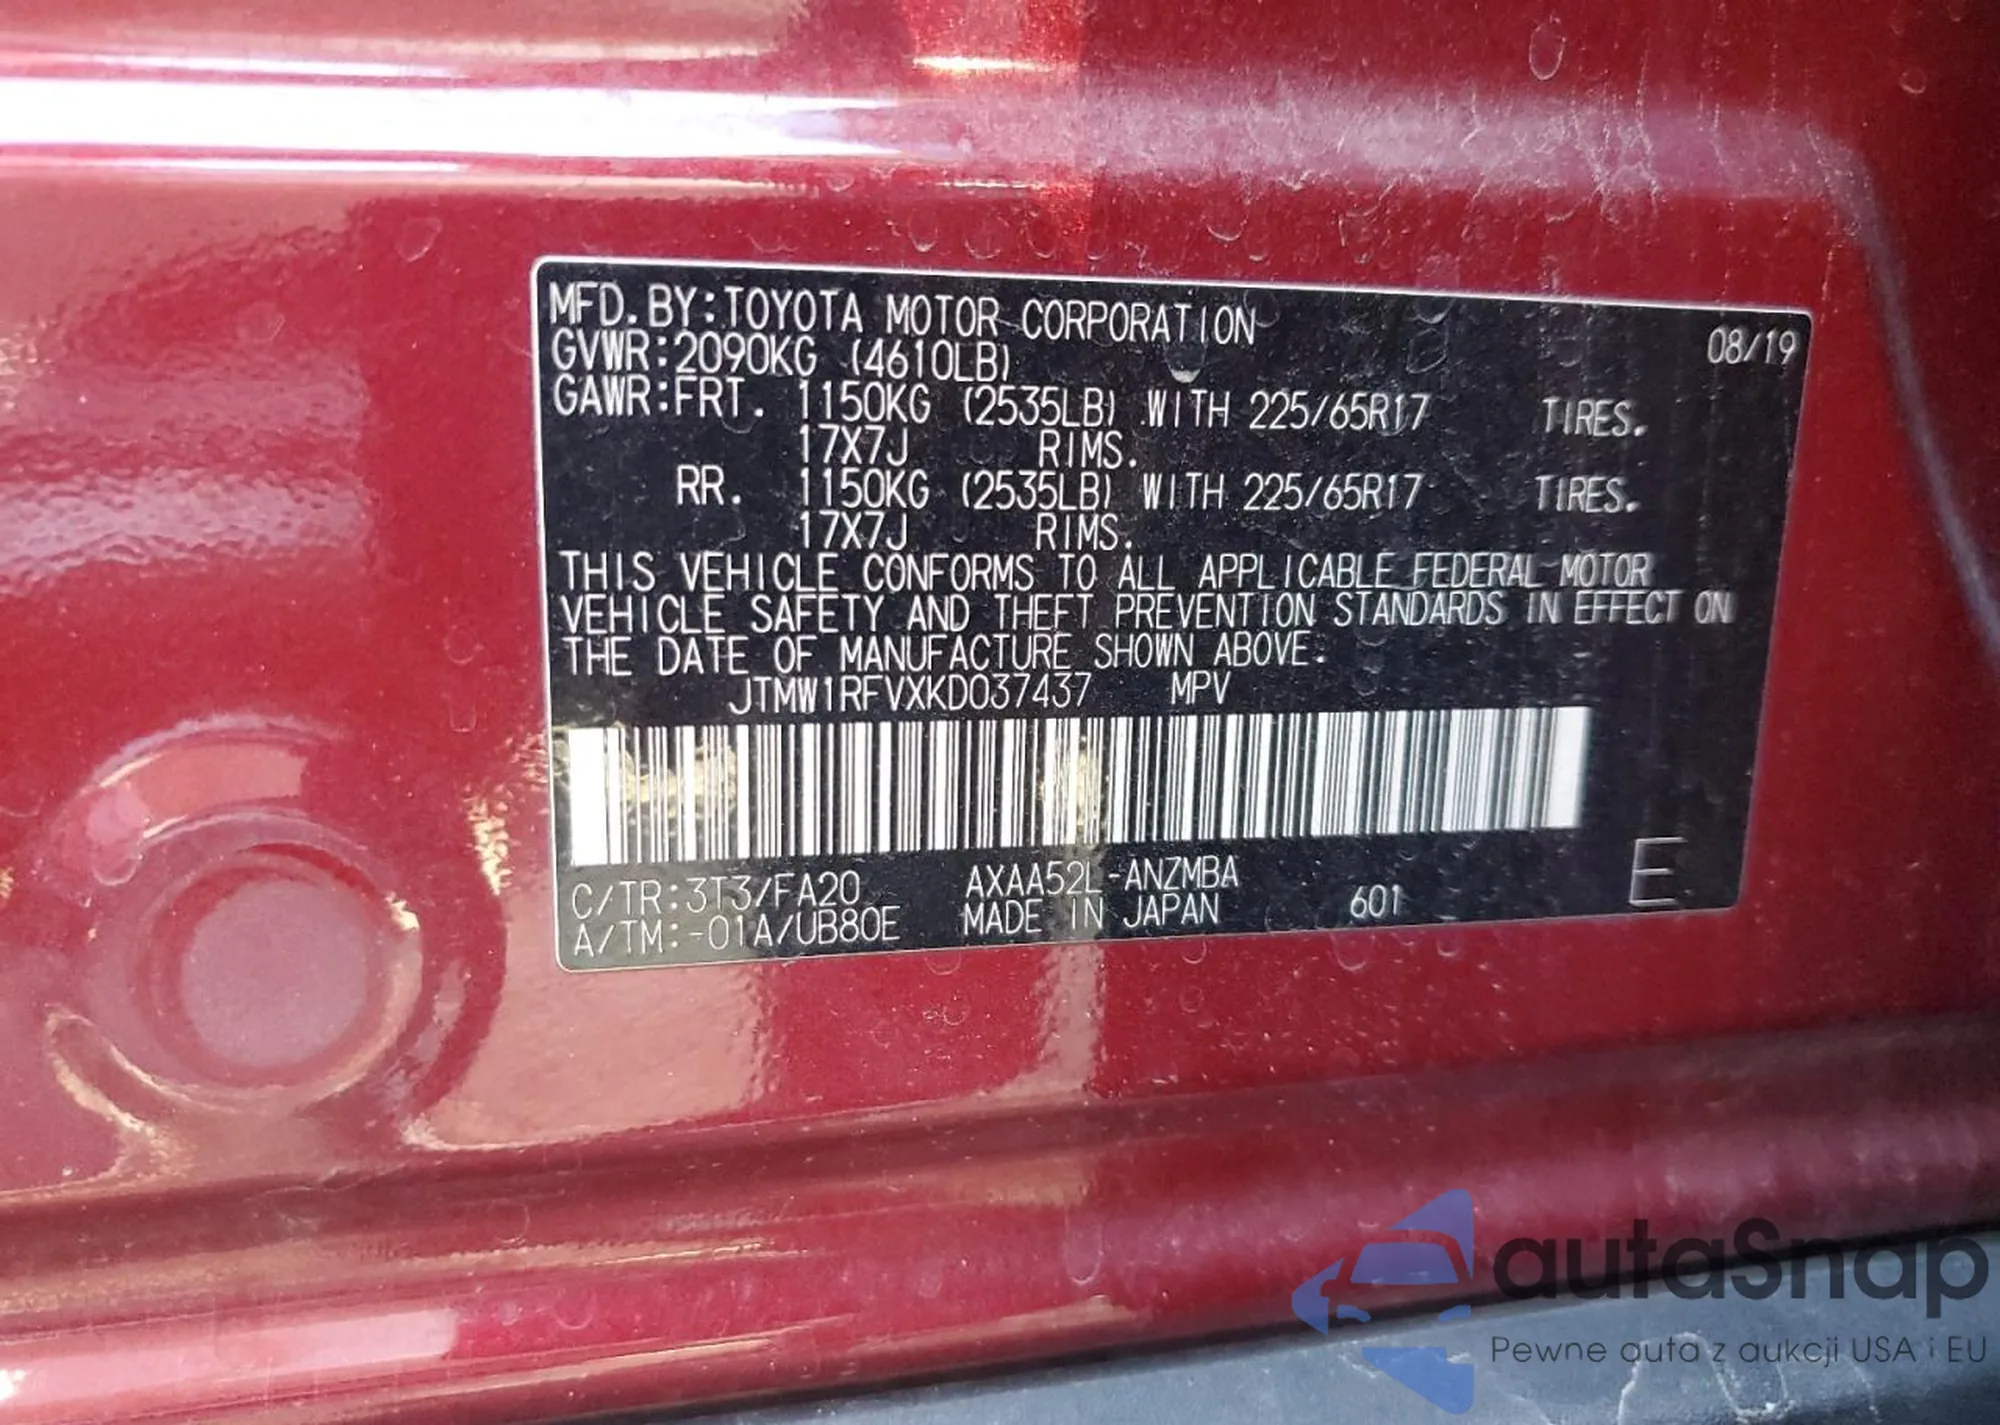 MFD. BY: TOYOTA MOTOR CORPORATION 08/19
GVWR: 2090KG (4610LB)
GAWR: FRT. 1150KG (2535LB) WITH 225/65R17 TIRES.
17X7J RIMS.
RR. 1150KG (2535LB) WITH 225/65R17 TIRES.
17X7J RIMS.
THIS VEHICLE CONFORMS TO ALL APPLICABLE FEDERAL MOTOR
VEHICLE SAFETY AND THEFT PREVENTION STANDARDS IN EFFECT ON
THE DATE OF MANUFACTURE SHOWN ABOVE.
JTMW1RFVXKD037437 MPV
C/TR: 3T3/FA20 AXAA52L-ANZMBA
A/TM: -01A/UB80E MADE IN JAPAN 601 E
autaSnap
Pewne auta z aukcji USA i EU